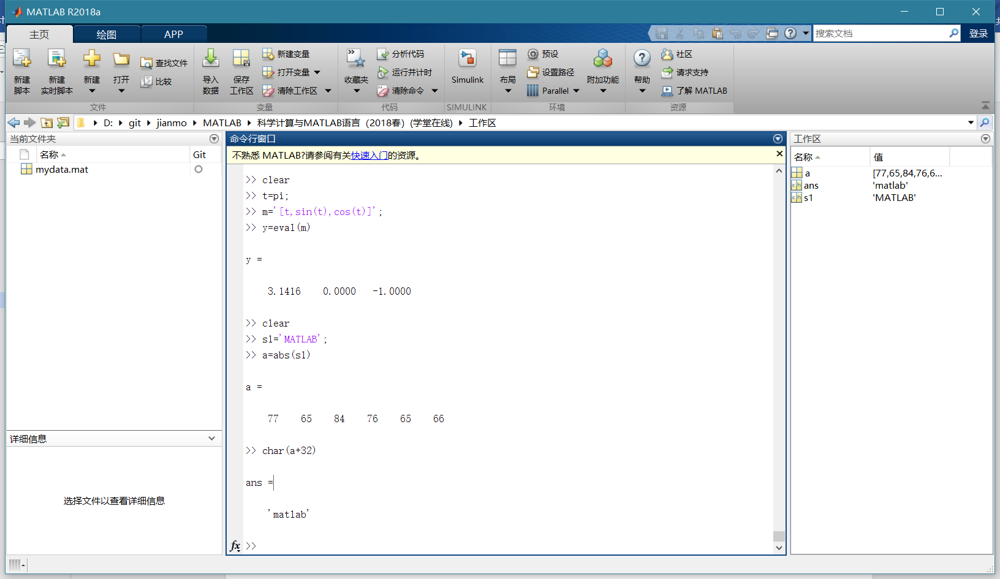 MATLAB R2018a
主页 绘图 APP 搜索文档 登录
新建脚本 新建实时脚本 新建 打开 查找文件 比较
文件
导入数据 保存工作区 新建变量 打开变量 清除工作区
变量
收藏夹 分析代码 运行并计时 清除命令
代码
Simulink
SIMULINK
布局 预设 设置路径 Parallel 附加功能
环境
帮助 社区 请求支持 了解 MATLAB
资源
D: git jianmo MATLAB 科学计算与MATLAB语言（2018春）(学堂在线) 工作区
当前文件夹
名称 Git
mydata.mat
详细信息
选择文件以查看详细信息
命令行窗口
不熟悉 MATLAB?请参阅有关快速入门的资源。
>> clear
>> t=pi;
>> m='[t,sin(t),cos(t)]';
>> y=eval(m)
y =
3.1416 0.0000 -1.0000
>> clear
>> s1='MATLAB';
>> a=abs(s1)
a =
77 65 84 76 65 66
>> char(a+32)
ans =
'matlab'
fx >>
工作区
名称 值
a [77,65,84,76,6...
ans 'matlab'
s1 'MATLAB'